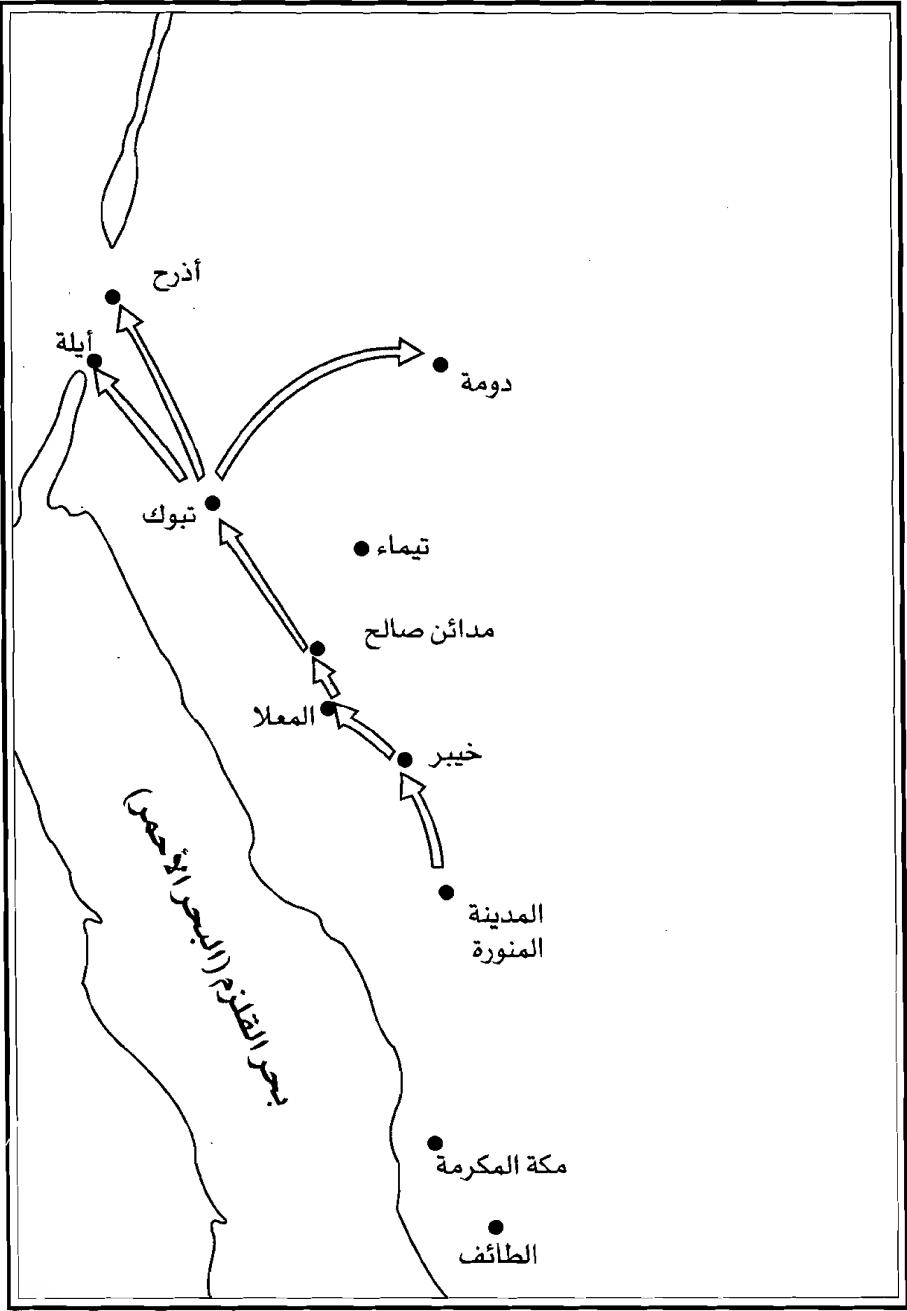 أذرح
أيلة
دومة
تبوك
تيماء
مدائن صالح
المعلا
خيبر
بحر القلزم (البحر الأحمر)
المدينة
المنورة
مكة المكرمة
الطائف